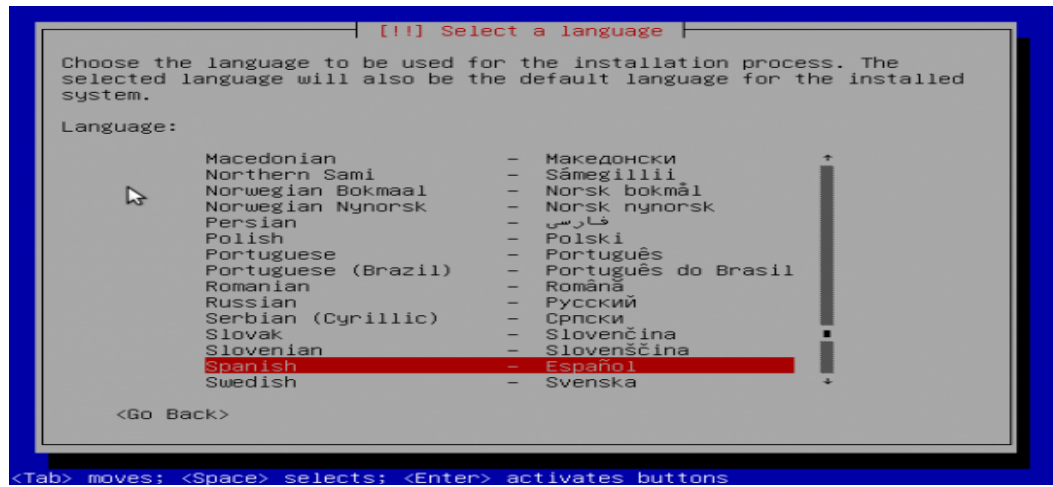 [!!] Select a language
Choose the language to be used for the installation process. The
selected language will also be the default language for the installed
system.
Language:
Macedonian - Македонски
Northern Sami - Sámegillii
Norwegian Bokmaal - Norsk bokmål
Norwegian Nynorsk - Norsk nynorsk
Persian - فارسی
Polish - Polski
Portuguese - Português
Portuguese (Brazil) - Português do Brasil
Romanian - Română
Russian - Русский
Serbian (Cyrillic) - Српски
Slovak - Slovenčina
Slovenian - Slovenščina
Spanish - Español
Swedish - Svenska
<Go Back>
<Tab> moves; <Space> selects; <Enter> activates buttons